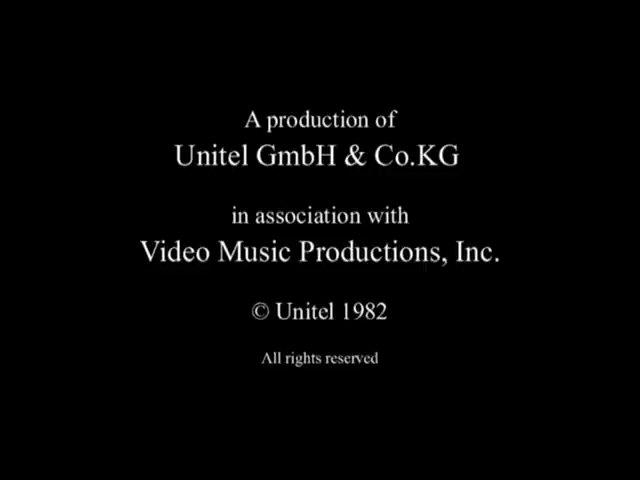 A production of
Unitel GmbH & Co.KG
in association with
Video Music Productions, Inc.
© Unitel 1982
All rights reserved